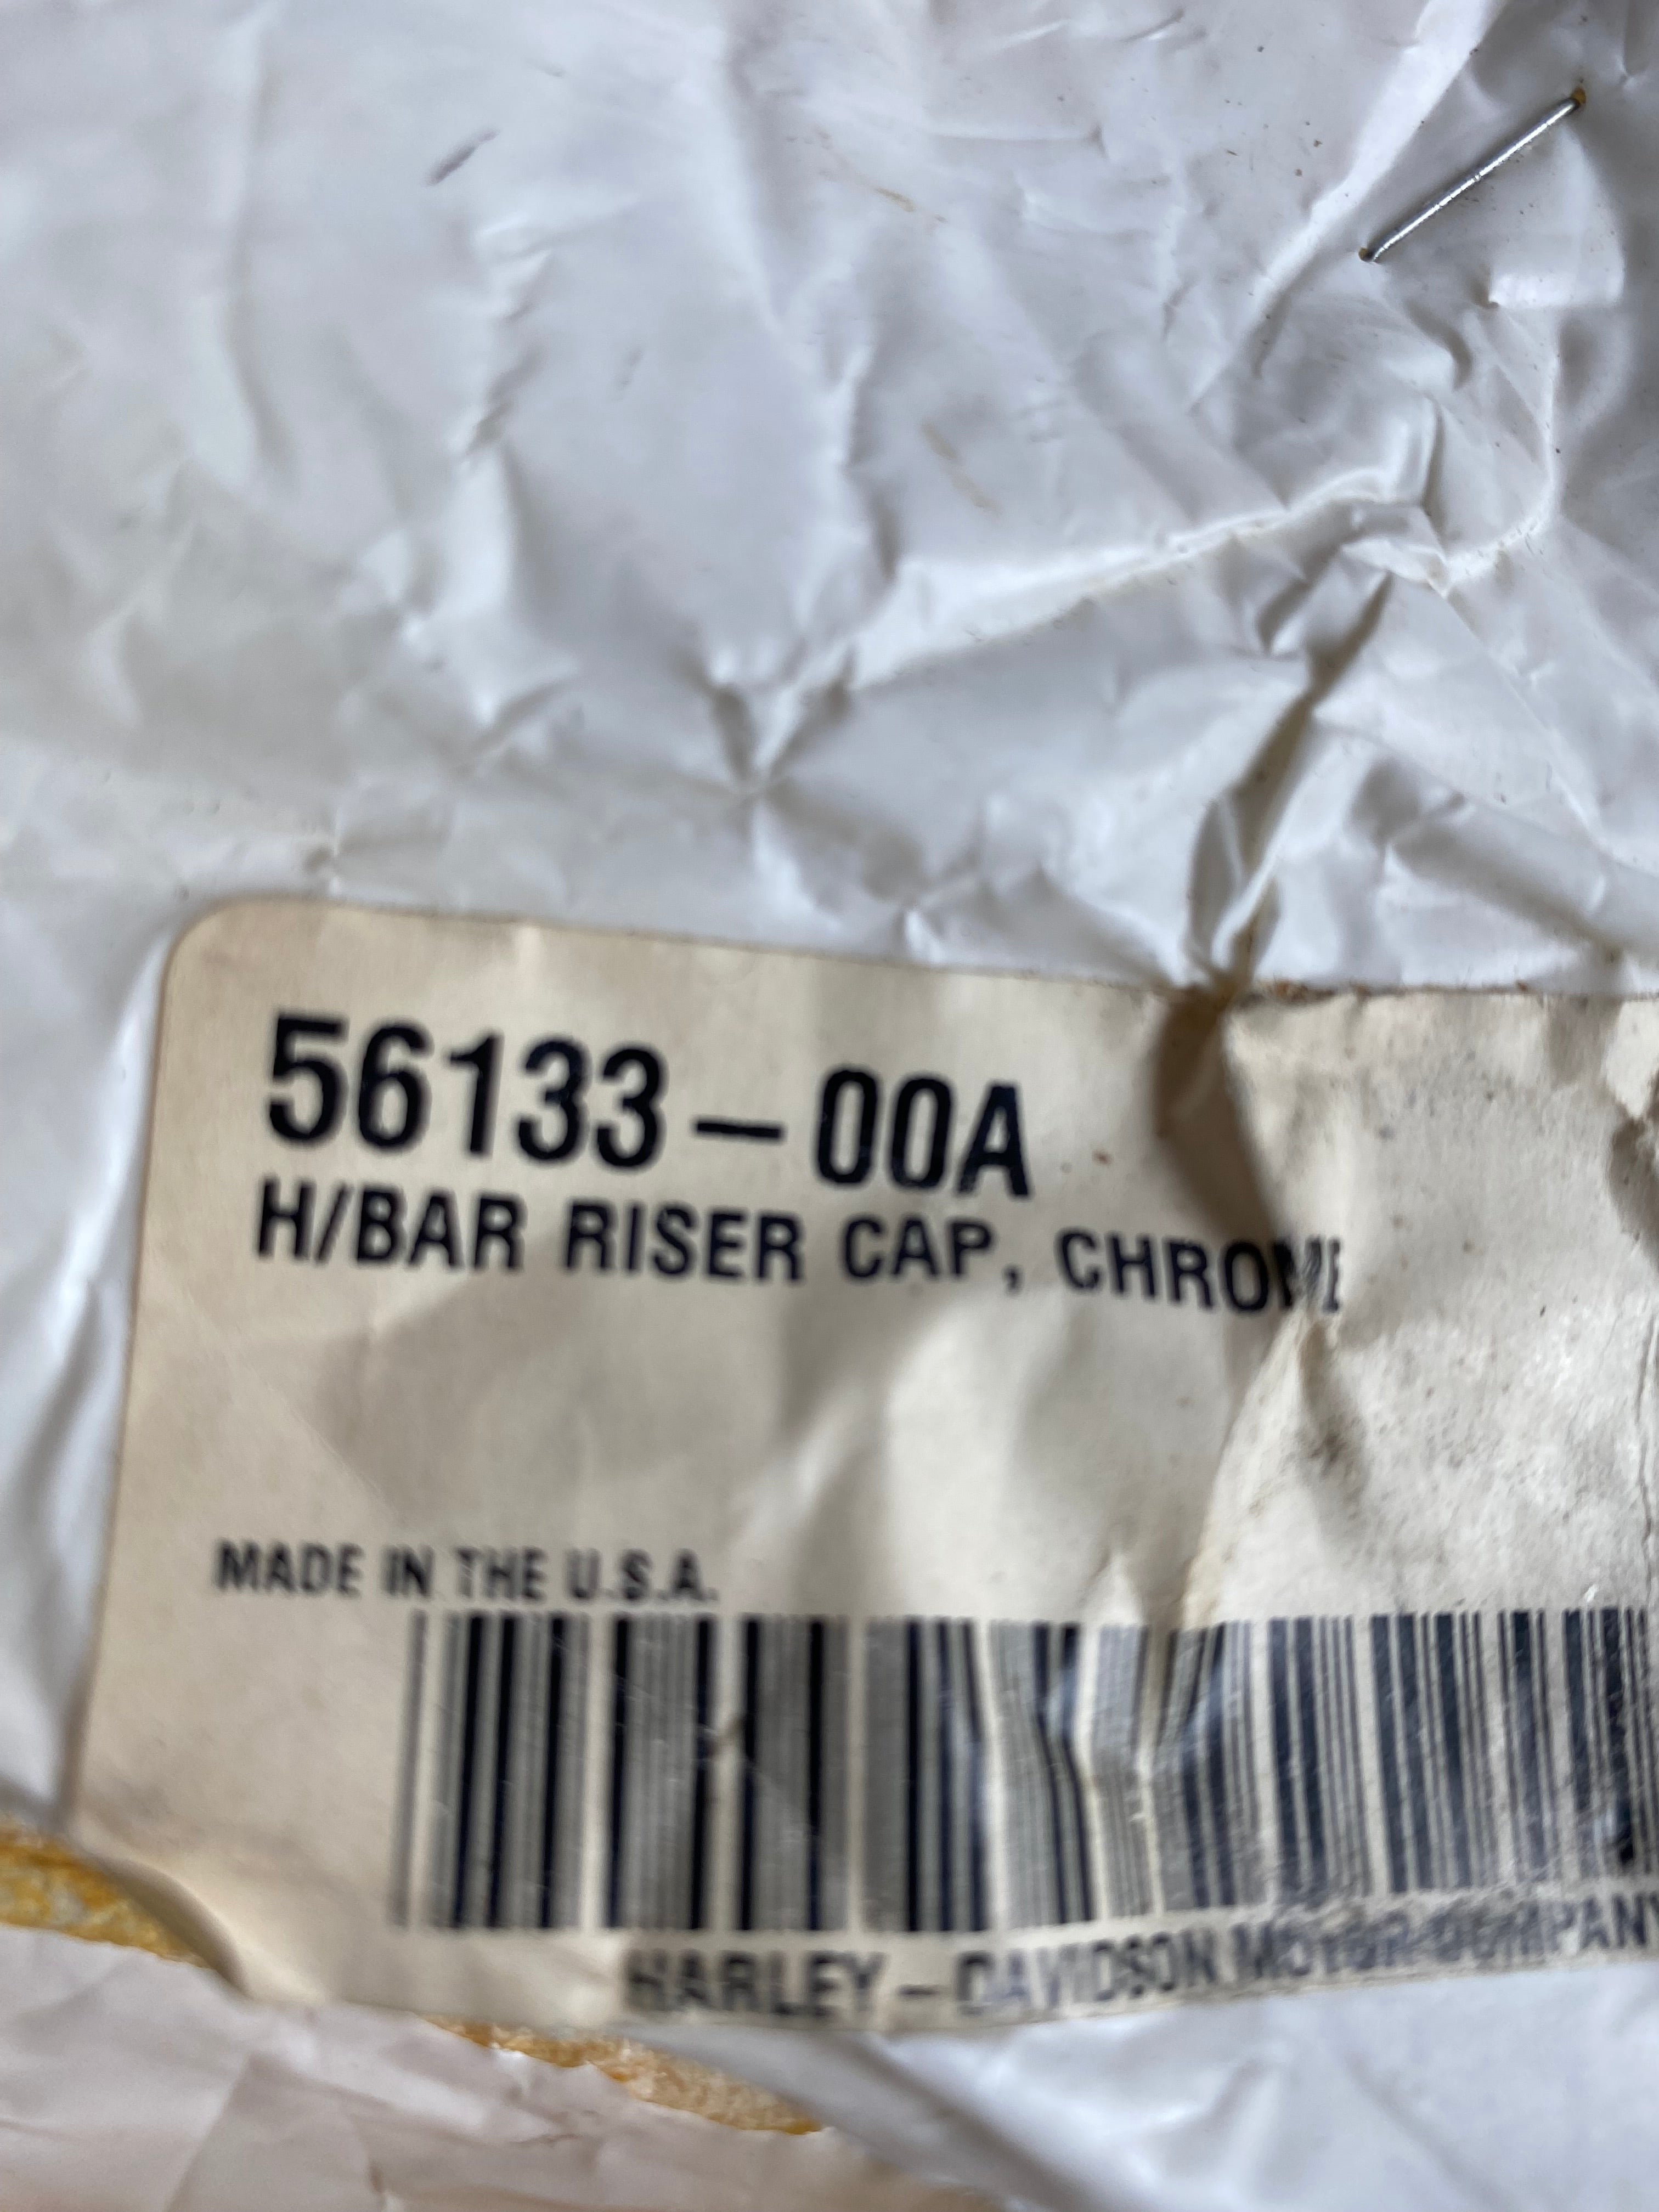 56133-00A
H/BAR RISER CAP, CHROME
MADE IN THE U.S.A.
HARLEY-DAVIDSON MOTOR COMPANY